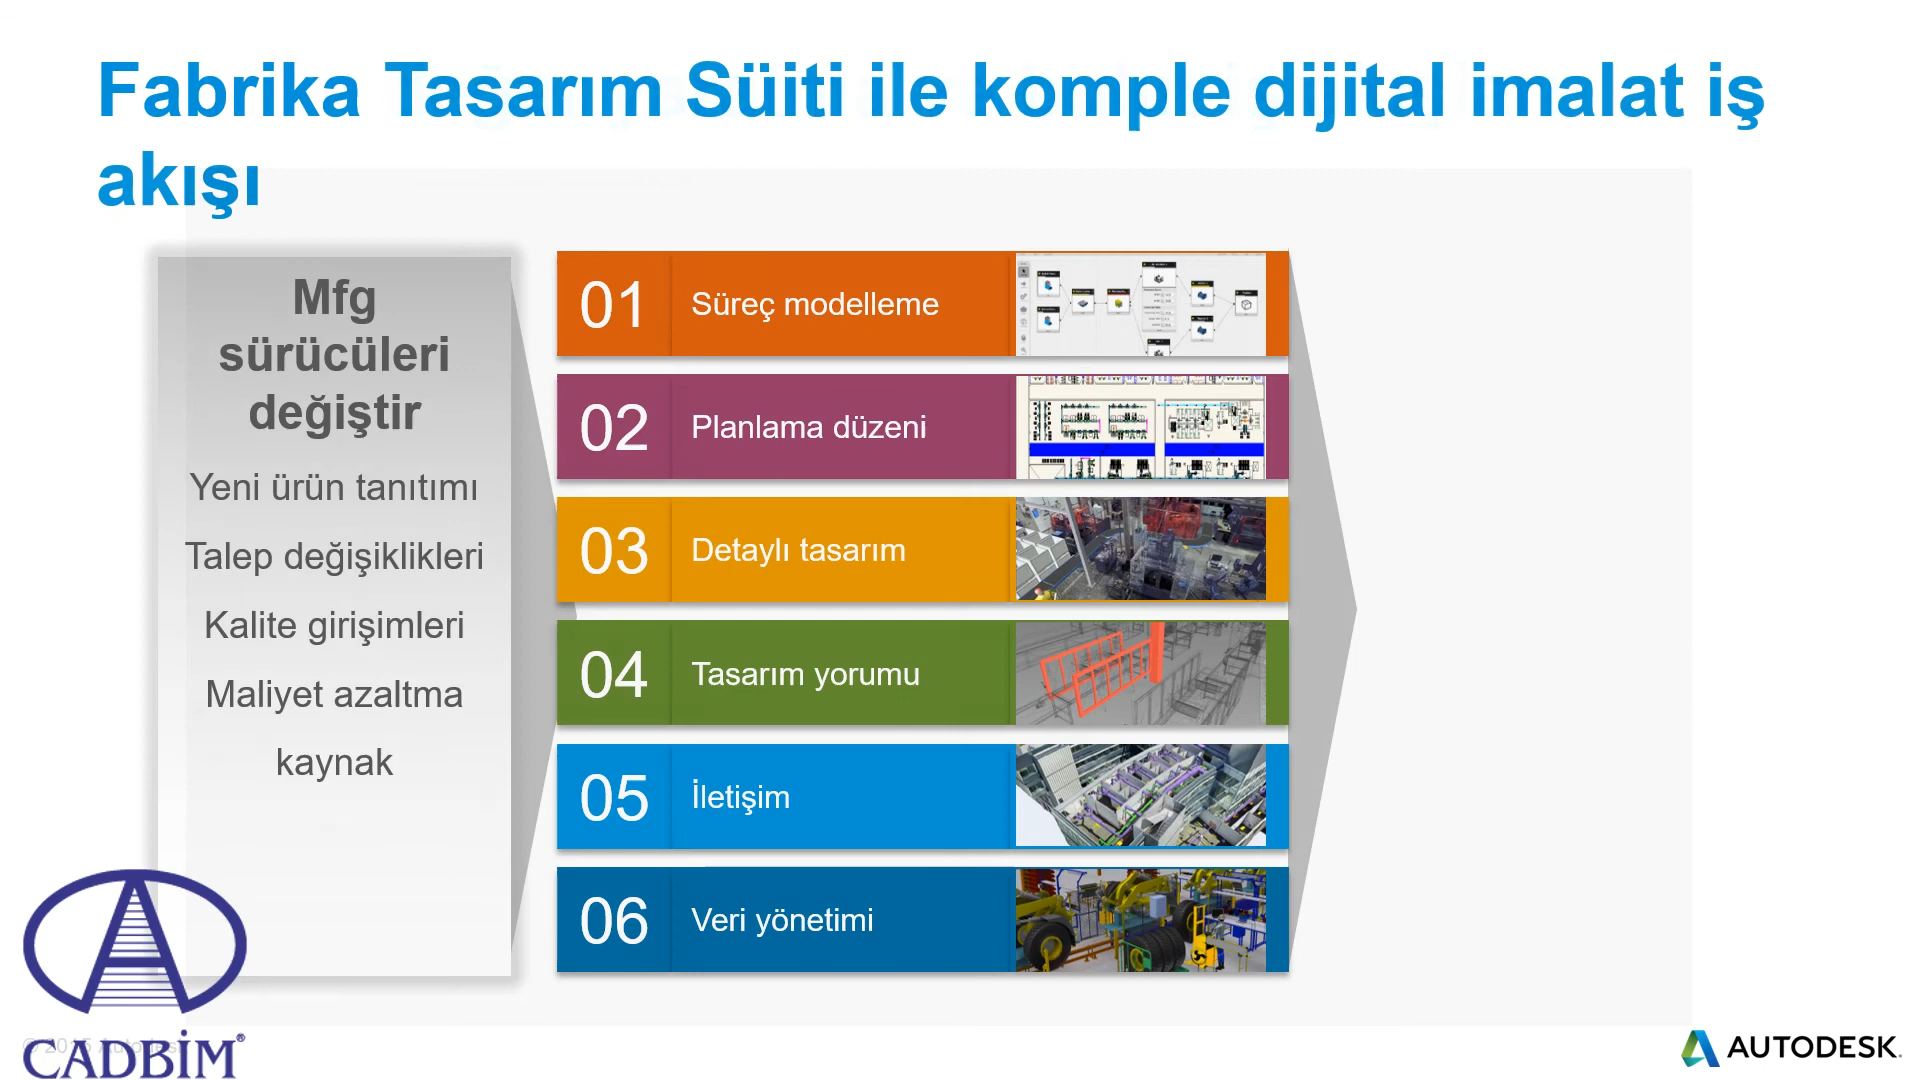 Fabrika Tasarım Süiti ile komple dijital imalat iş
akışı
Mfg
sürücüleri
değiştir
Yeni ürün tanıtımı
Talep değişiklikleri
Kalite girişimleri
Maliyet azaltma
kaynak
01 Süreç modelleme
02 Planlama düzeni
03 Detaylı tasarım
04 Tasarım yorumu
05 İletişim
06 Veri yönetimi
CADBİM®
AUTODESK.